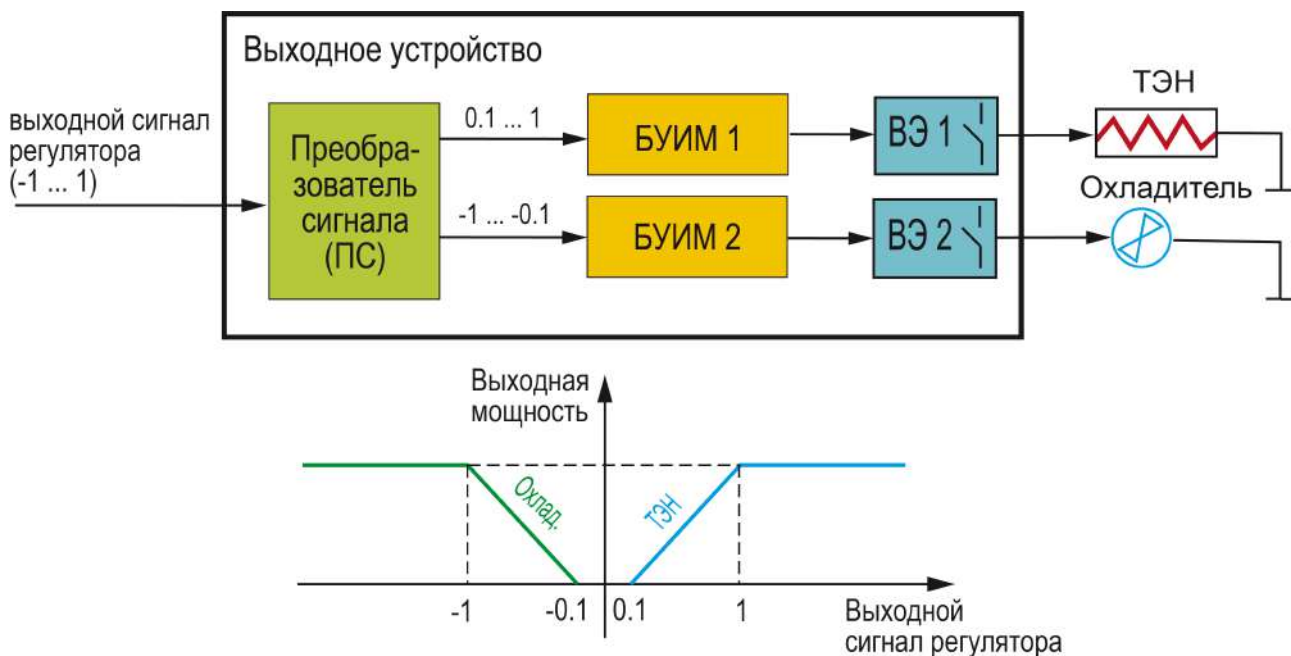 Выходное устройство
выходной сигнал
регулятора
(-1 ... 1)
Преобра-
зователь
сигнала
(ПС)
0.1 ... 1
-1 ... -0.1
БУИМ 1
БУИМ 2
ВЭ 1
ВЭ 2
ТЭН
Охладитель
Выходная
мощность
Охлад.
ТЭН
-1
-0.1
0.1
1
Выходной
сигнал регулятора